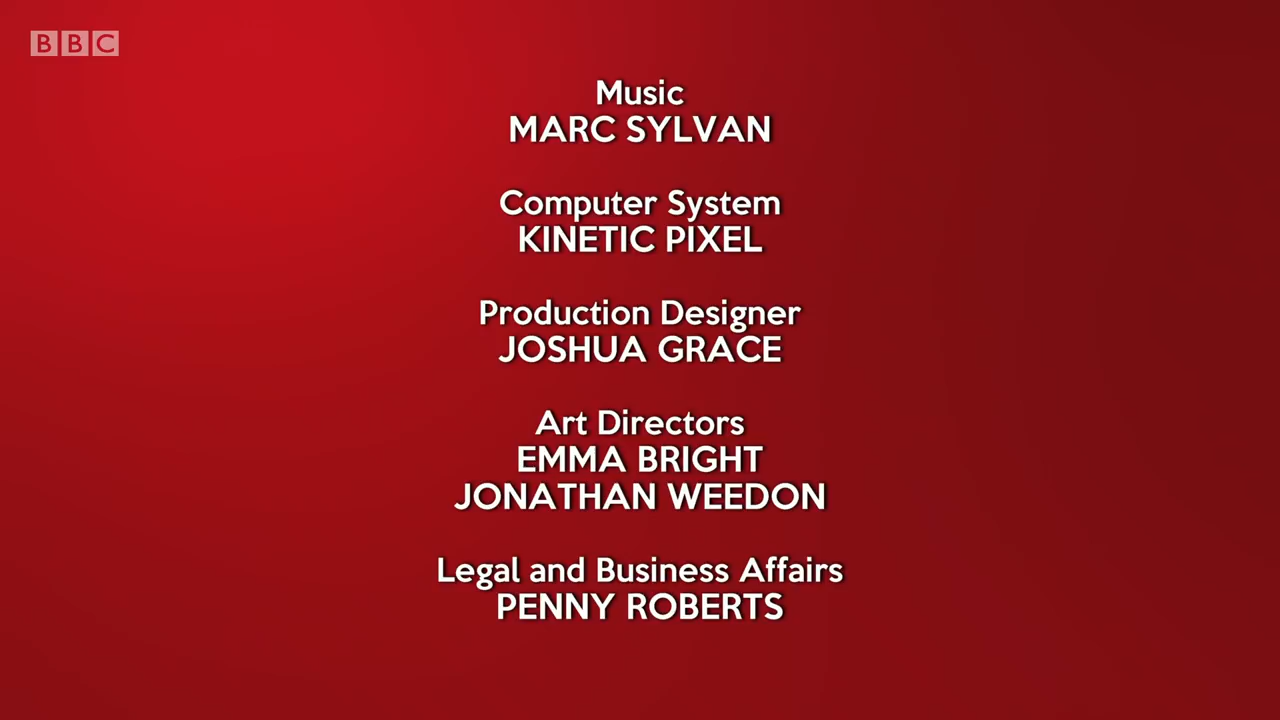 BBC
Music
MARC SYLVAN
Computer System
KINETIC PIXEL
Production Designer
JOSHUA GRACE
Art Directors
EMMA BRIGHT
JONATHAN WEEDON
Legal and Business Affairs
PENNY ROBERTS